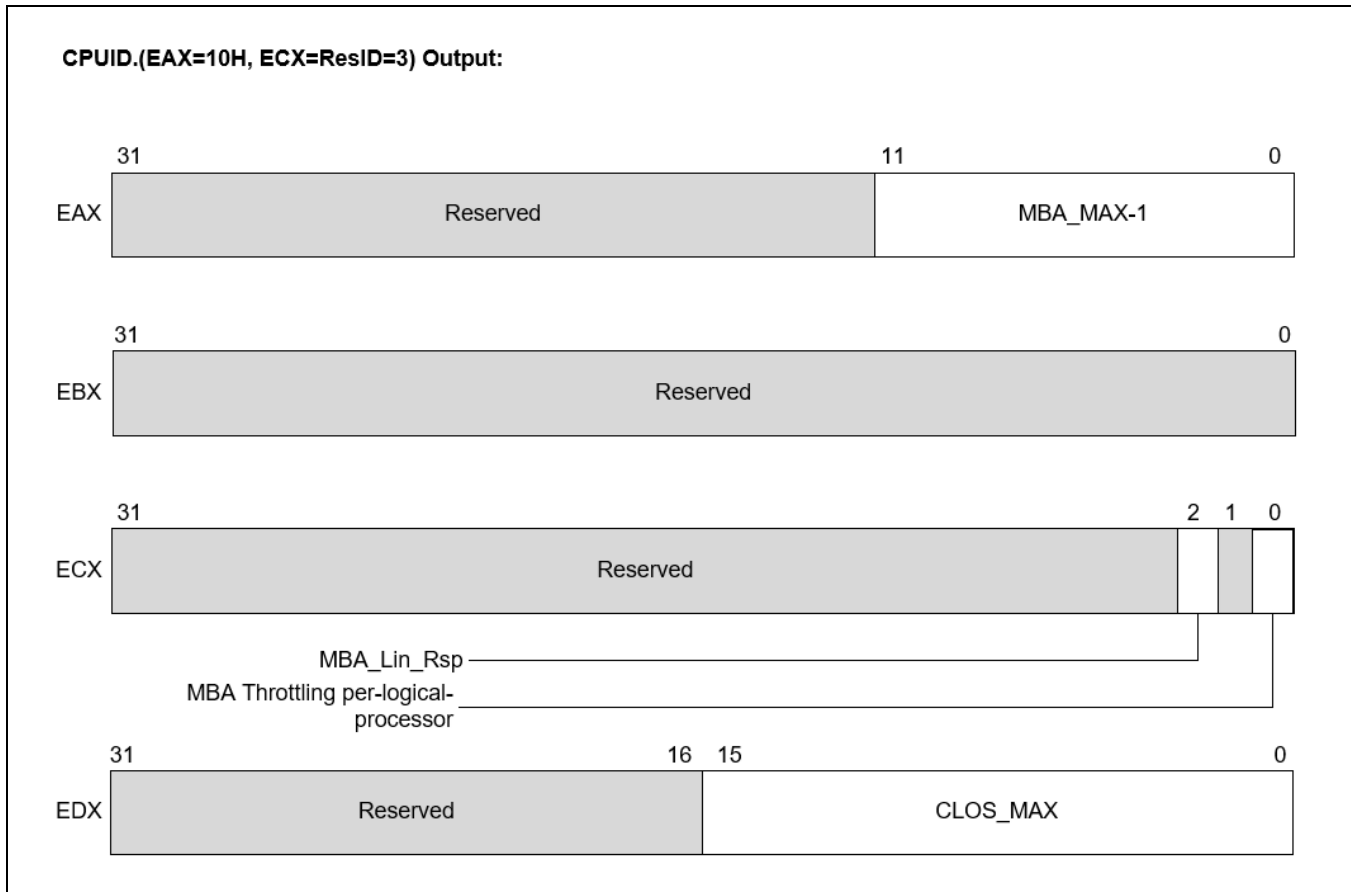 CPUID.(EAX=10H, ECX=ResID=3) Output:
31 11 0
EAX Reserved MBA_MAX-1
31 0
EBX Reserved
31 2 1 0
ECX Reserved
MBA_Lin_Rsp
MBA Throttling per-logical-
processor
31 16 15 0
EDX Reserved CLOS_MAX